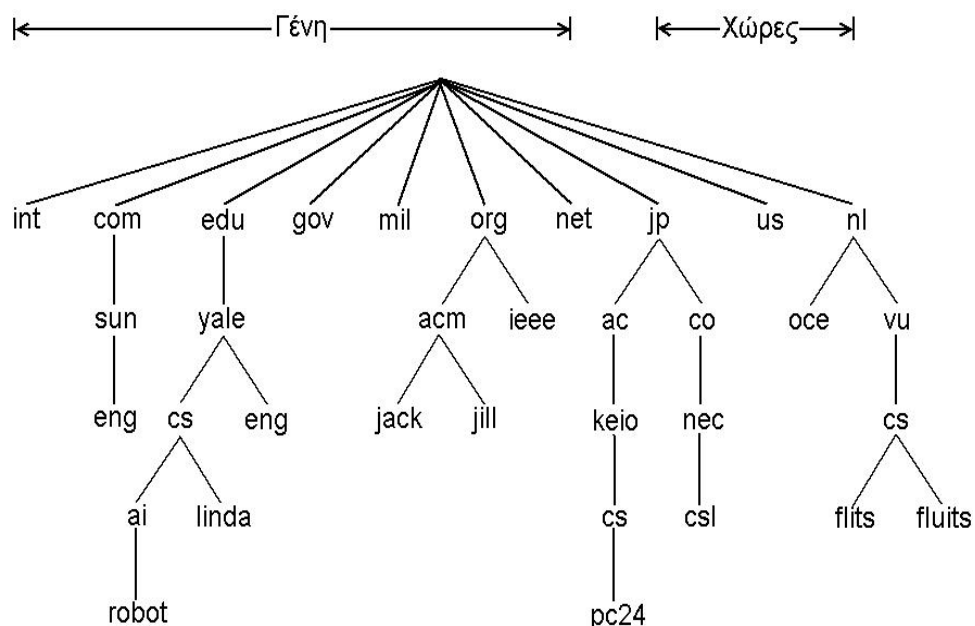 Γένη Χώρες
int com edu gov mil org net jp us nl
sun yale acm ieee ac co oce vu
eng cs eng jack jill keio nec cs
ai linda cs csl flits fluits
robot pc24